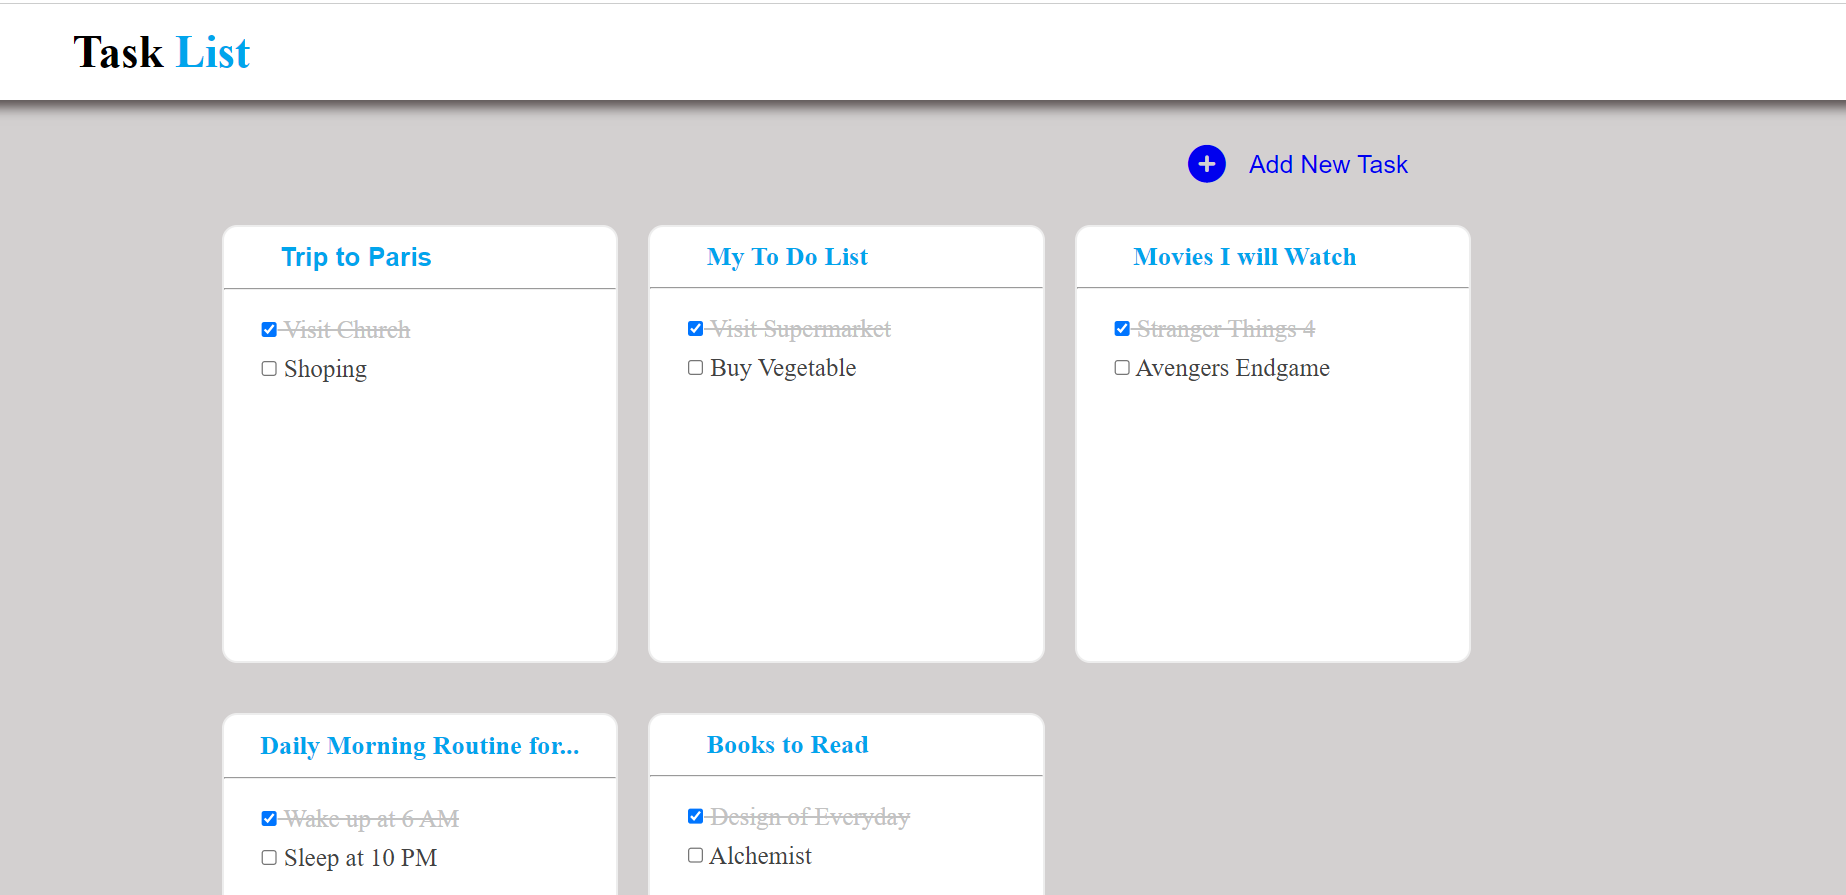 Task List
Add New Task
Trip to Paris
Visit Church
Shoping
My To Do List
Visit Supermarket
Buy Vegetable
Movies I will Watch
Stranger Things 4
Avengers Endgame
Daily Morning Routine for...
Wake up at 6 AM
Sleep at 10 PM
Books to Read
Design of Everyday
Alchemist